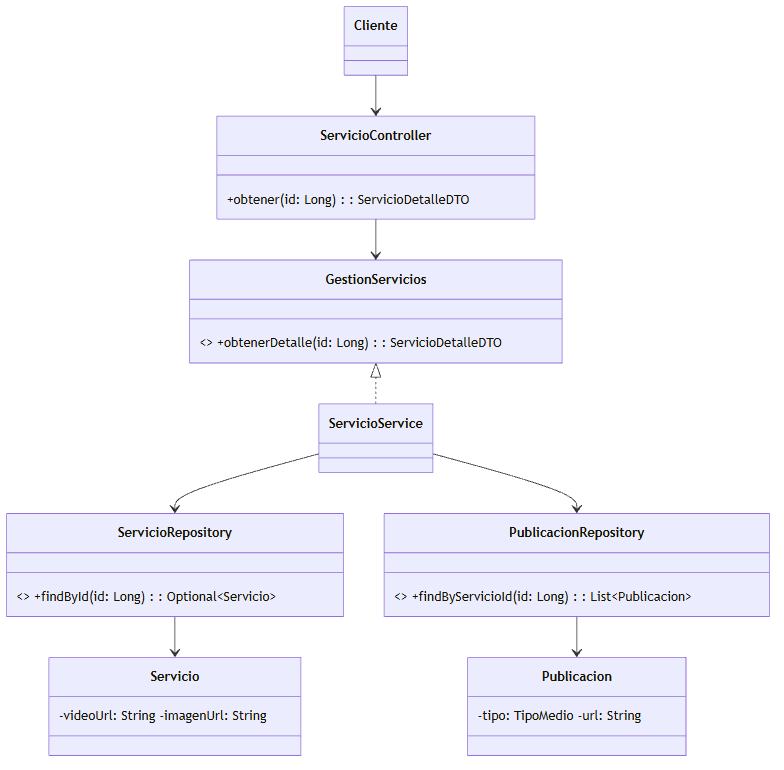 Cliente
ServicioController
+obtener(id: Long) : : ServicioDetalleDTO
GestionServicios
<> +obtenerDetalle(id: Long) : : ServicioDetalleDTO
ServicioService
ServicioRepository
<> +findById(id: Long) : : Optional<Servicio>
PublicacionRepository
<> +findByServicioId(id: Long) : : List<Publicacion>
Servicio
-videoUrl: String -imagenUrl: String
Publicacion
-tipo: TipoMedio -url: String